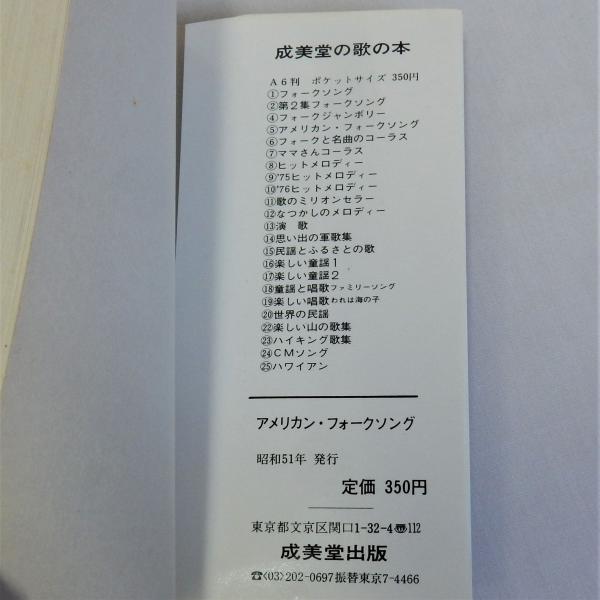 成美堂の歌の本
A6判 ポケットサイズ 350円
①フォークソング
②第2集フォークソング
④フォークジャンボリー
⑤アメリカン・フォークソング
⑥フォークと名曲のコーラス
⑦ママさんコーラス
⑧ヒットメロディー
⑨'75ヒットメロディー
⑩'76ヒットメロディー
⑪歌のミリオンセラー
⑫なつかしのメロディー
⑬演 歌
⑭思い出の軍歌集
⑮民謡とふるさとの歌
⑯楽しい童謡1
⑰楽しい童謡2
⑱童謡と唱歌ファミリーソング
⑲楽しい唱歌われは海の子
⑳世界の民謡
㉒楽しい山の歌集
㉓ハイキング歌集
㉔CMソング
㉕ハワイアン
アメリカン・フォークソング
昭和51年 発行
定価 350円
東京都文京区関口1-32-4〠112
成美堂出版
☎(03)202-0697振替東京7-4466